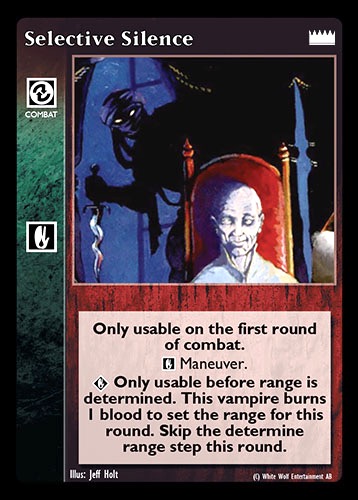 Selective Silence
COMBAT
Only usable on the first round
of combat.
Maneuver.
Only usable before range is
determined. This vampire burns
1 blood to set the range for this
round. Skip the determine
range step this round.
Illus: Jeff Holt
(C) White Wolf Entertainment AB